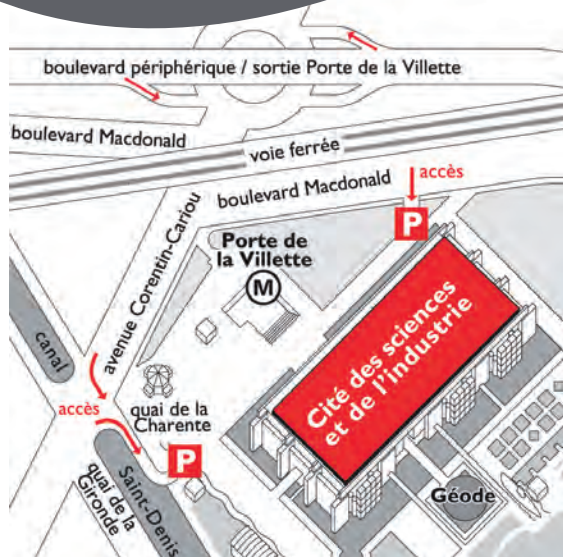 boulevard périphérique / sortie Porte de la Villette
boulevard Macdonald
voie ferrée
boulevard Macdonald
accès
P
avenue Corentin-Cariou
Porte de
la Villette
M
Cité des sciences
et de l'industrie
canal
accès
quai de la
Charente
P
Saint-Denis
quai de la
Gironde
Géode